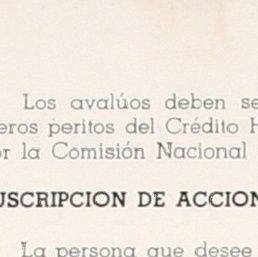 Los avalúos deben se
eros peritos del Crédito H
or la Comisión Nacional
USCRIPCION DE ACCION
La persona que desee